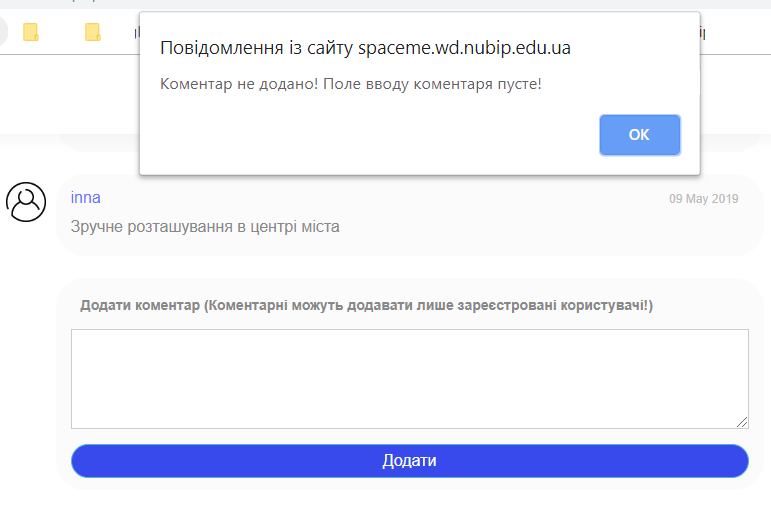 Повідомлення із сайту spaceme.wd.nubip.edu.ua
Коментар не додано! Поле вводу коментаря пусте!
ОК
inna
09 May 2019
Зручне розташування в центрі міста
Додати коментар (Коментарні можуть додавати лише зареєстровані користувачі!)
Додати